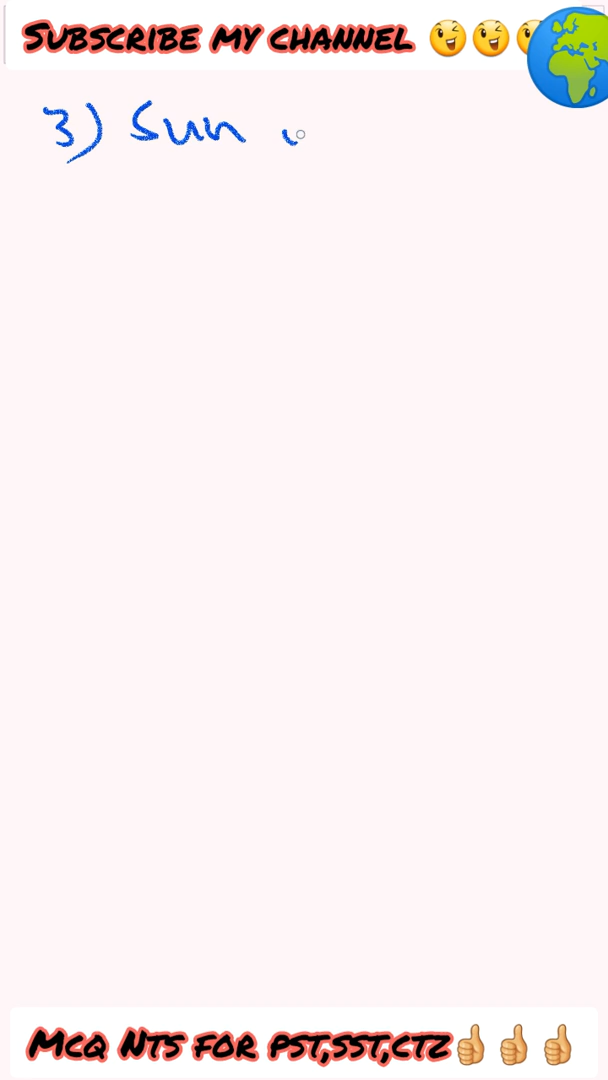 SUBSCRIBE MY CHANNEL 😉😉😉
3) Sun
MCQ NTS FOR PST,SST,CTZ👍👍👍